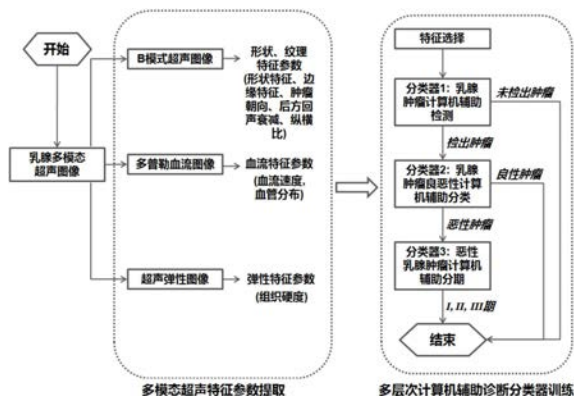 开始
乳腺多模态
超声图像
B模式超声图像
形状、纹理
特征参数
(形状特征、边
缘特征、肿瘤
朝向、后方回
声衰减、纵横
比)
多普勒血流图像
血流特征参数
(血流速度,
血管分布)
超声弹性图像
弹性特征参数
(组织硬度)
多模态超声特征参数提取
特征选择
分类器1：乳腺
肿瘤计算机辅助
检测
未检出肿瘤
检出肿瘤
分类器2：乳腺
肿瘤良恶性计算
机辅助分类
良性肿瘤
恶性肿瘤
分类器3：恶性
乳腺肿瘤计算机
辅助分期
I, II, III期
结束
多层次计算机辅助诊断分类器训练